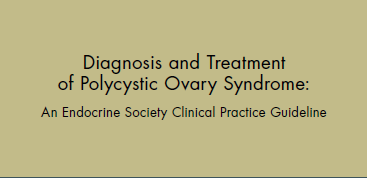 Diagnosis and Treatment
of Polycystic Ovary Syndrome:
An Endocrine Society Clinical Practice Guideline